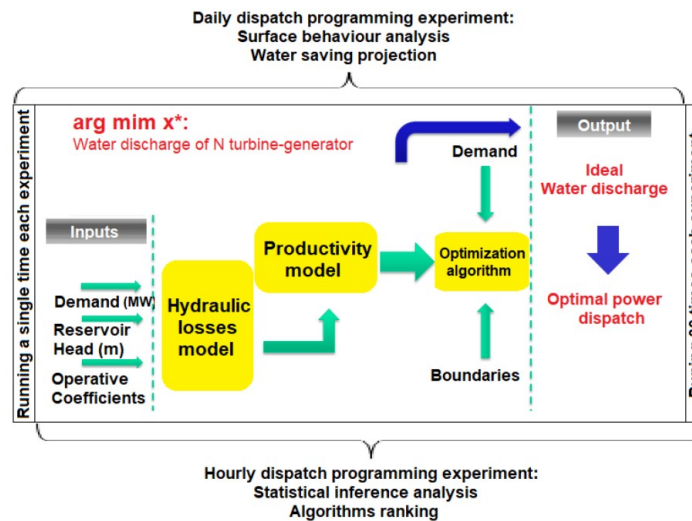 Daily dispatch programming experiment:
Surface behaviour analysis
Water saving projection
Running a single time each experiment
arg mim x*:
Water discharge of N turbine-generator
Inputs
Demand (MW)
Reservoir
Head (m)
Operative
Coefficients
Hydraulic
losses
model
Productivity
model
Demand
Optimization
algorithm
Boundaries
Output
Ideal
Water discharge
Optimal power
dispatch
Hourly dispatch programming experiment:
Statistical inference analysis
Algorithms ranking